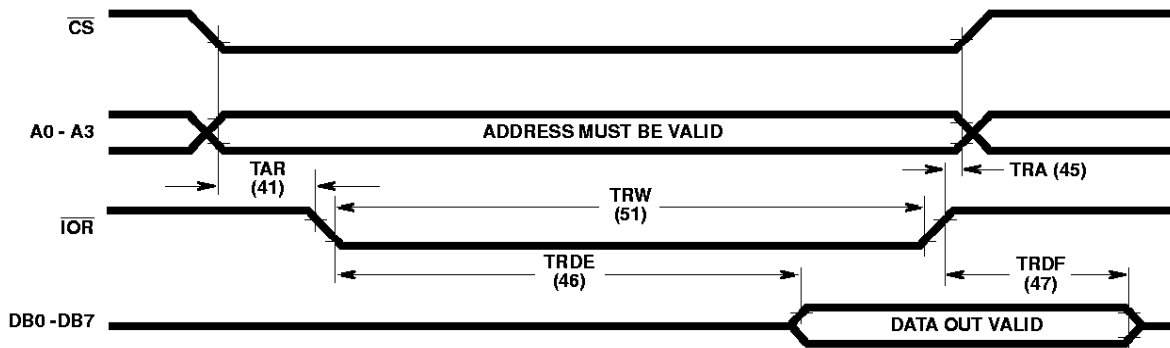 CS
A0 - A3
ADDRESS MUST BE VALID
TAR
(41)
TRA (45)
TRW
(51)
IOR
TRDE
(46)
TRDF
(47)
DB0 -DB7
DATA OUT VALID